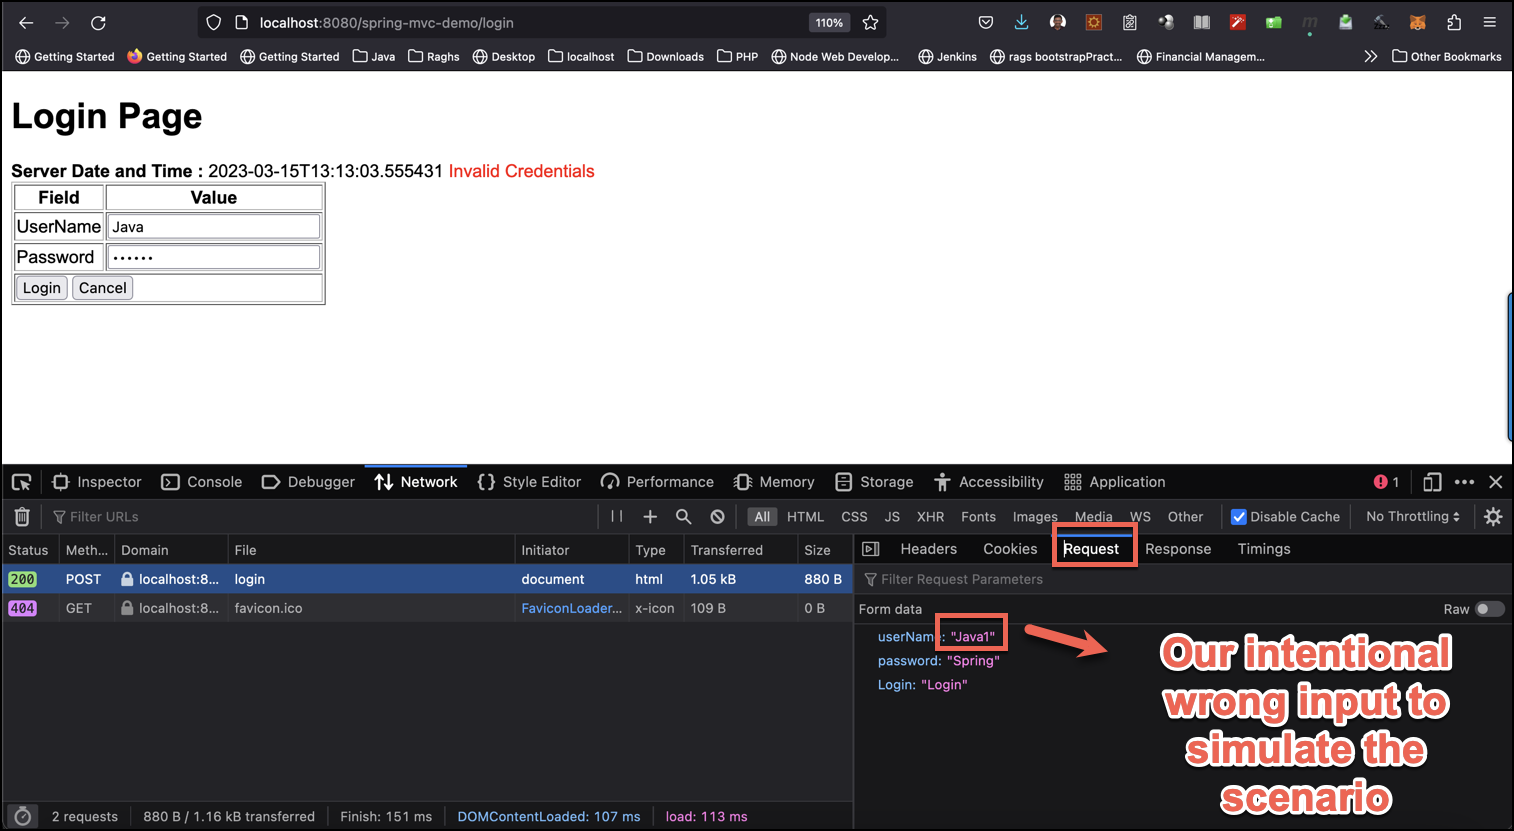 localhost:8080/spring-mvc-demo/login 110%
Getting Started Getting Started Getting Started Java Raghs Desktop localhost Downloads PHP Node Web Develop... Jenkins rags bootstrapPract... Financial Managem... Other Bookmarks
Login Page
Server Date and Time : 2023-03-15T13:13:03.555431 Invalid Credentials
Field Value
UserName Java
Password ••••••
Login Cancel
Inspector Console Debugger Network Style Editor Performance Memory Storage Accessibility Application 1
Filter URLs All HTML CSS JS XHR Fonts Images Media WS Other Disable Cache No Throttling
Status Meth... Domain File Initiator Type Transferred Size Headers Cookies Request Response Timings
200 POST localhost:8... login document html 1.05 kB 880 B Filter Request Parameters
404 GET localhost:8... favicon.ico FaviconLoader... x-icon 109 B 0 B Form data Raw
userName: "Java1"
password: "Spring"
Login: "Login"
Our intentional
wrong input to
simulate the
scenario
2 requests 880 B / 1.16 kB transferred Finish: 151 ms DOMContentLoaded: 107 ms load: 113 ms